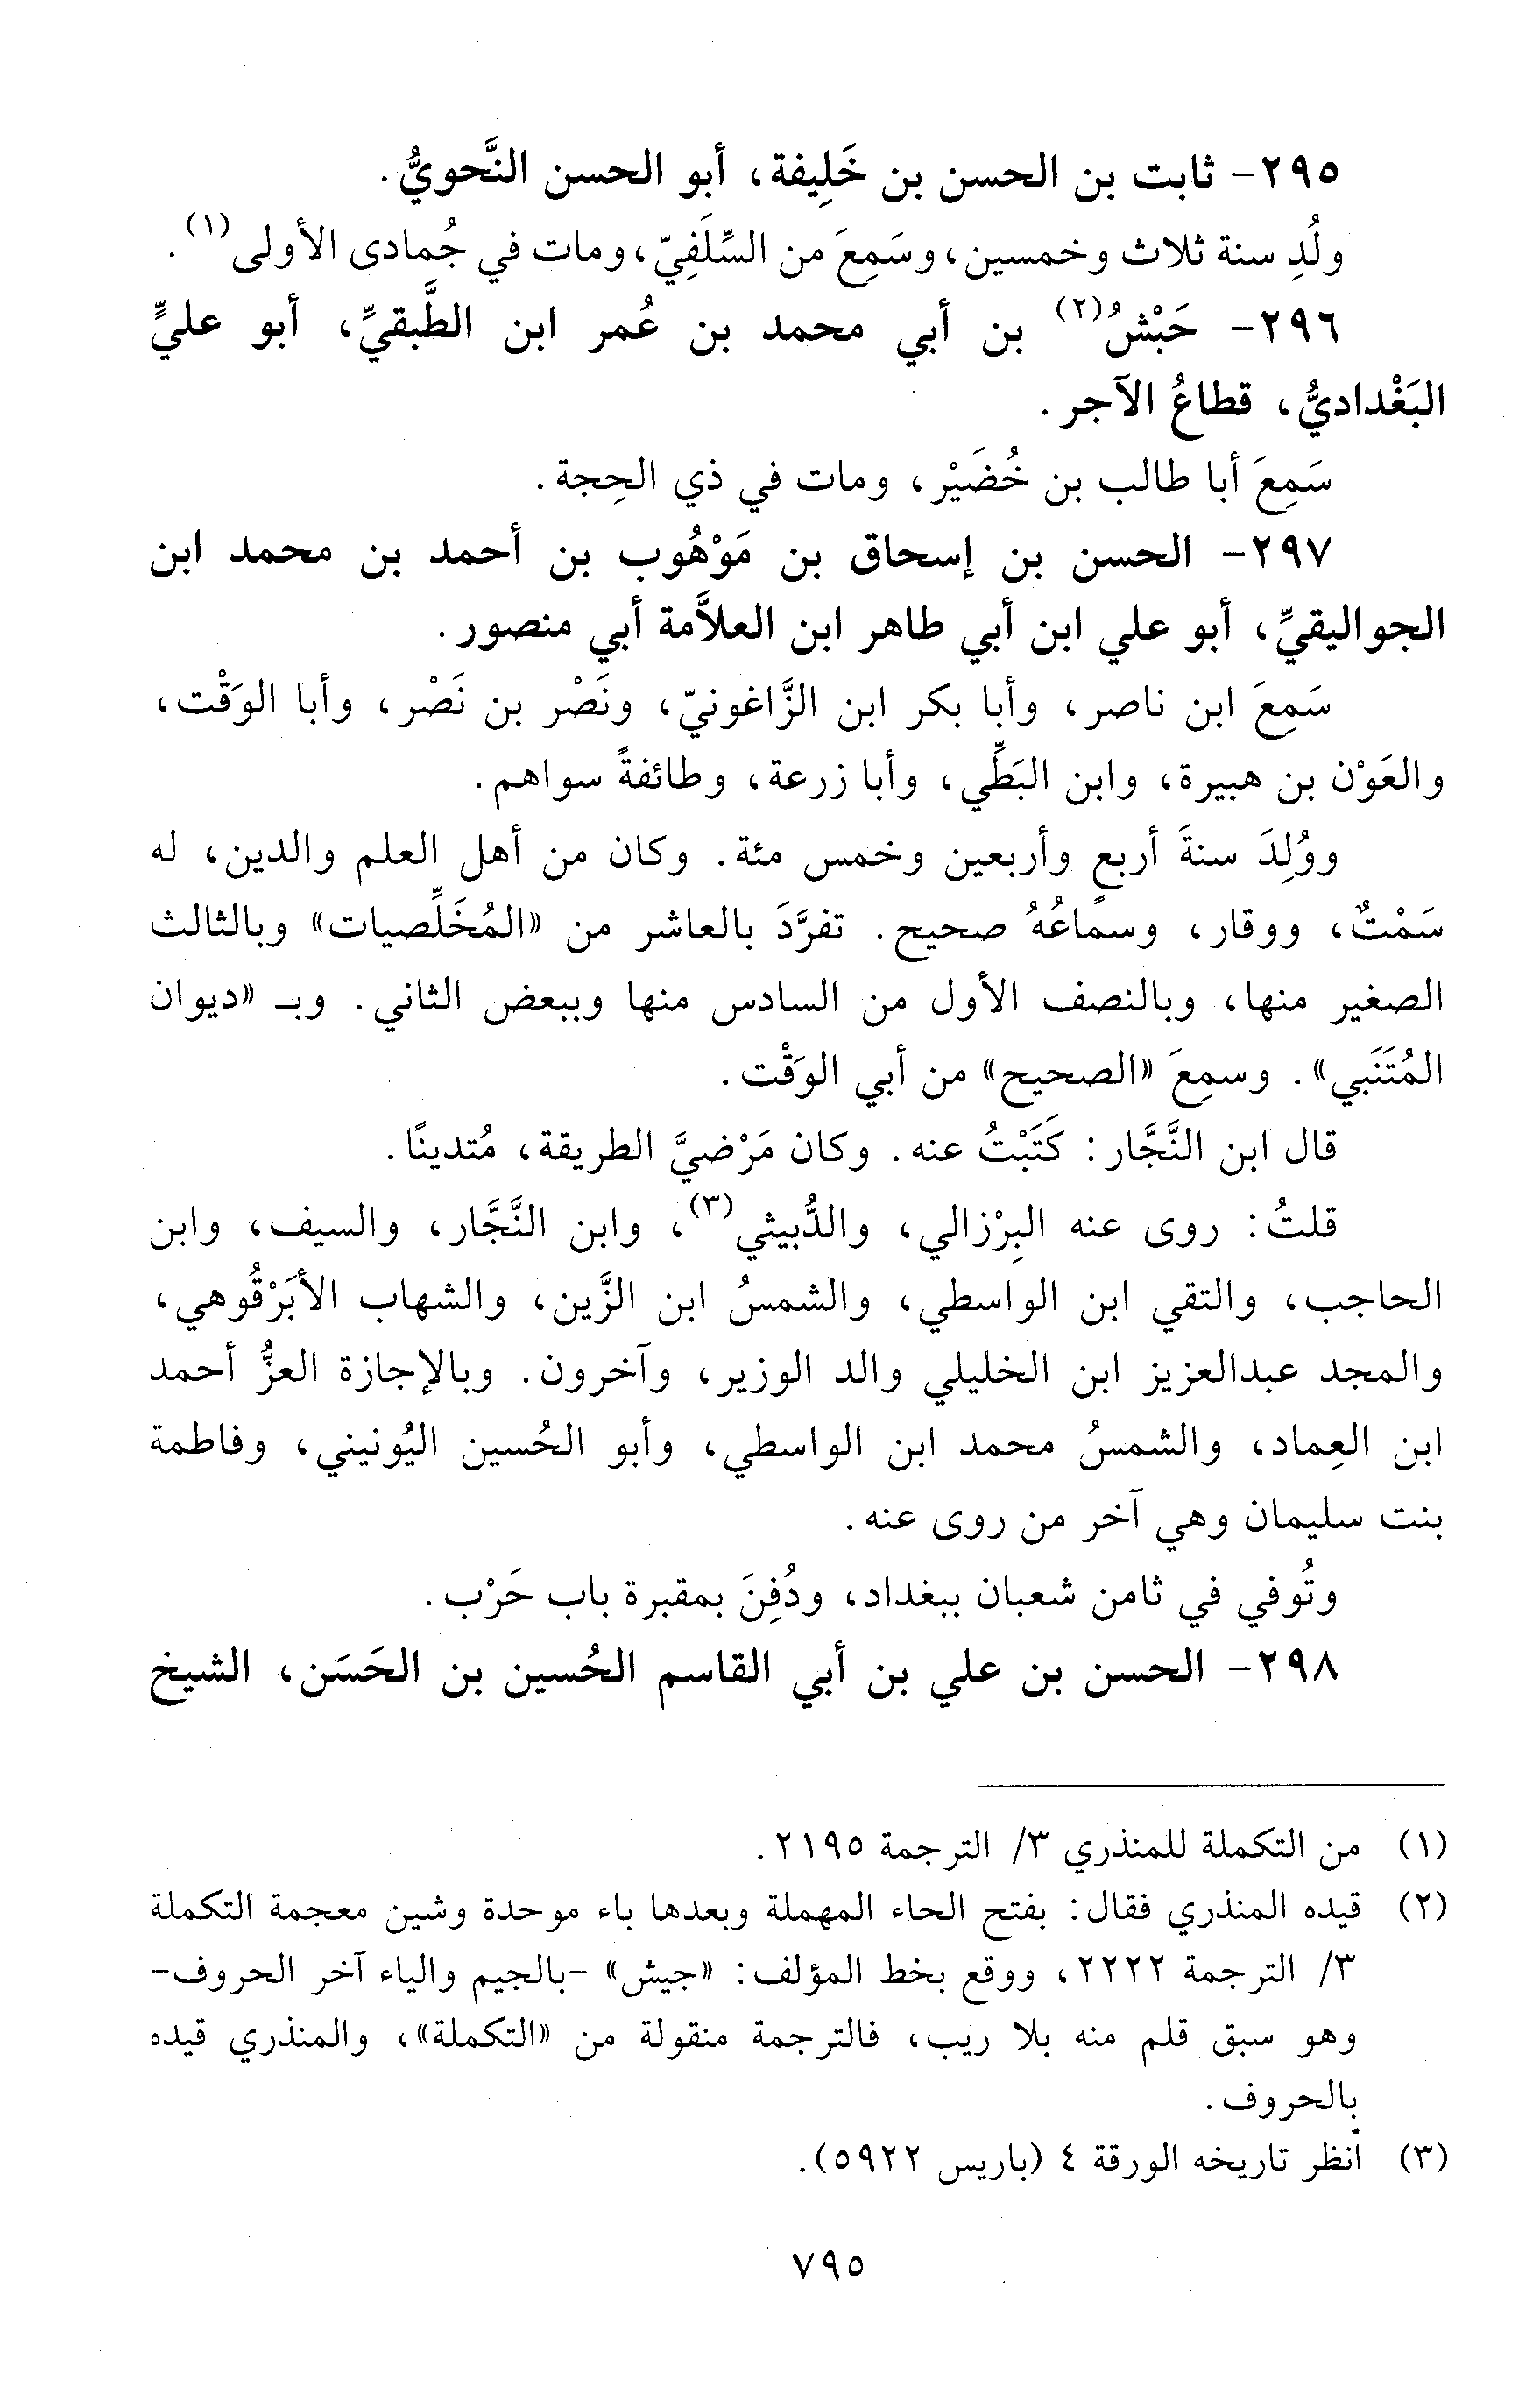 ٢٩٥- ثابت بن الحسن بن خَلِيفة، أبو الحسن النَّحويُّ.
ولُدِ سنة ثلاث وخمسين، وسَمِعَ من السِّلَفِيّ، ومات في جُمادى الأولى(١).
٢٩٦- حَبْشٌ(٢) بن أبي محمد بن عُمر ابن الطَّبقيِّ، أبو عليٍّ
البَغْداديُّ، قطاعُ الآجر.
سَمِعَ أبا طالب بن خُضَيْر، ومات في ذي الحِجة.
٢٩٧- الحسن بن إسحاق بن مَوْهُوب بن أحمد بن محمد ابن
الجواليقيِّ، أبو علي ابن أبي طاهر ابن العلاَّمة أبي منصور.
سَمِعَ ابن ناصر، وأبا بكر ابن الزَّاغونيّ، ونَصْر بن نَصْر، وأبا الوَقْت،
والعَوْن بن هبيرة، وابن البَطِّي، وأبا زرعة، وطائفةً سواهم.
ووُلِدَ سنةَ أربعٍ وأربعين وخمس مئة. وكان من أهل العلم والدين، له
سَمْتٌ، ووقار، وسماعُهُ صحيح. تفرَّدَ بالعاشر من «المُخَلِّصيات» وبالثالث
الصغير منها، وبالنصف الأول من السادس منها وببعض الثاني. وبـ «ديوان
المُتَنَبي». وسمِعَ «الصحيح» من أبي الوَقْت.
قال ابن النَّجَّار: كَتَبْتُ عنه. وكان مَرْضيَّ الطريقة، مُتدينًا.
قلتُ: روى عنه البِرْزالي، والدُّبيثي(٣)، وابن النَّجَّار، والسيف، وابن
الحاجب، والتقي ابن الواسطي، والشمسُ ابن الزَّين، والشهاب الأبَرْقُوهي،
والمجد عبدالعزيز ابن الخليلي والد الوزير، وآخرون. وبالإجازة العزُّ أحمد
ابن العِماد، والشمسُ محمد ابن الواسطي، وأبو الحُسين اليُونيني، وفاطمة
بنت سليمان وهي آخر من روى عنه.
وتُوفي في ثامن شعبان ببغداد، ودُفِنَ بمقبرة باب حَرْب.
٢٩٨- الحسن بن علي بن أبي القاسم الحُسين بن الحَسَن، الشيخ
(١) من التكملة للمنذري ٣/ الترجمة ٢١٩٥.
(٢) قيده المنذري فقال: بفتح الحاء المهملة وبعدها باء موحدة وشين معجمة التكملة
٣/ الترجمة ٢٢٢٢، ووقع بخط المؤلف: «جيش» -بالجيم والياء آخر الحروف-
وهو سبق قلم منه بلا ريب، فالترجمة منقولة من «التكملة»، والمنذري قيده
بالحروف.
(٣) انظر تاريخه الورقة ٤ (باريس ٥٩٢٢).
٧٩٥